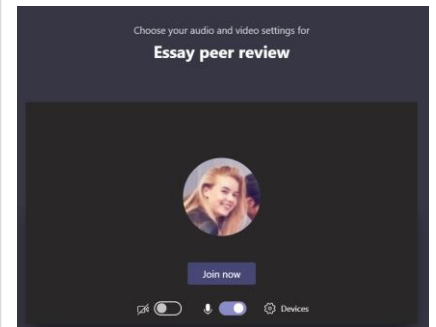 Choose your audio and video settings for
Essay peer review
Join now
Devices